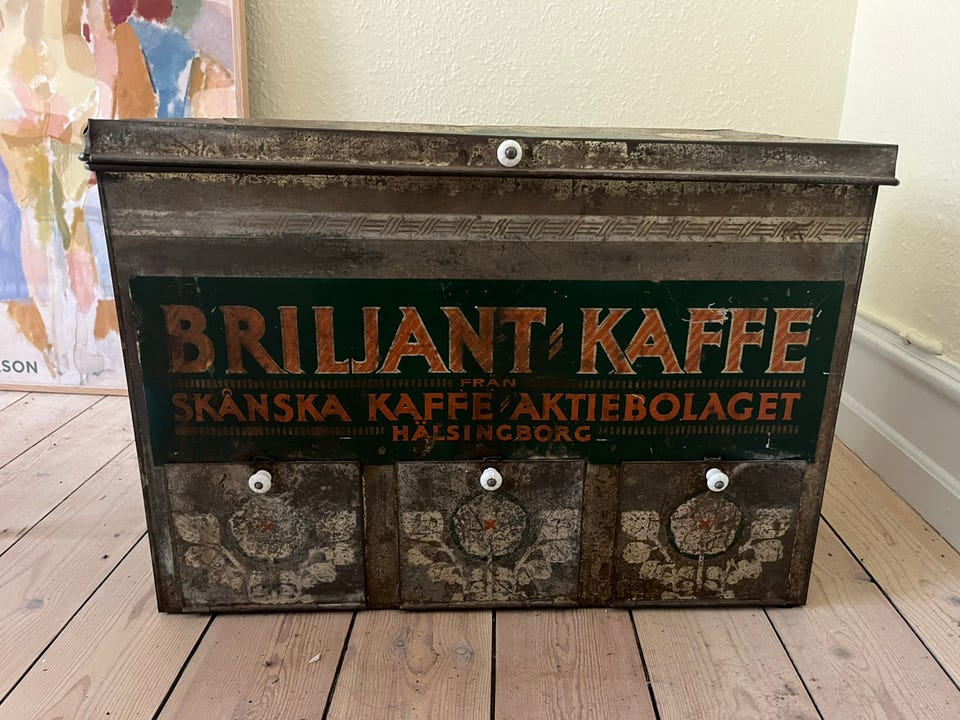 BRILJANT KAFFE
FRÅN
SKÅNSKA KAFFE AKTIEBOLAGET
HÄLSINGBORG